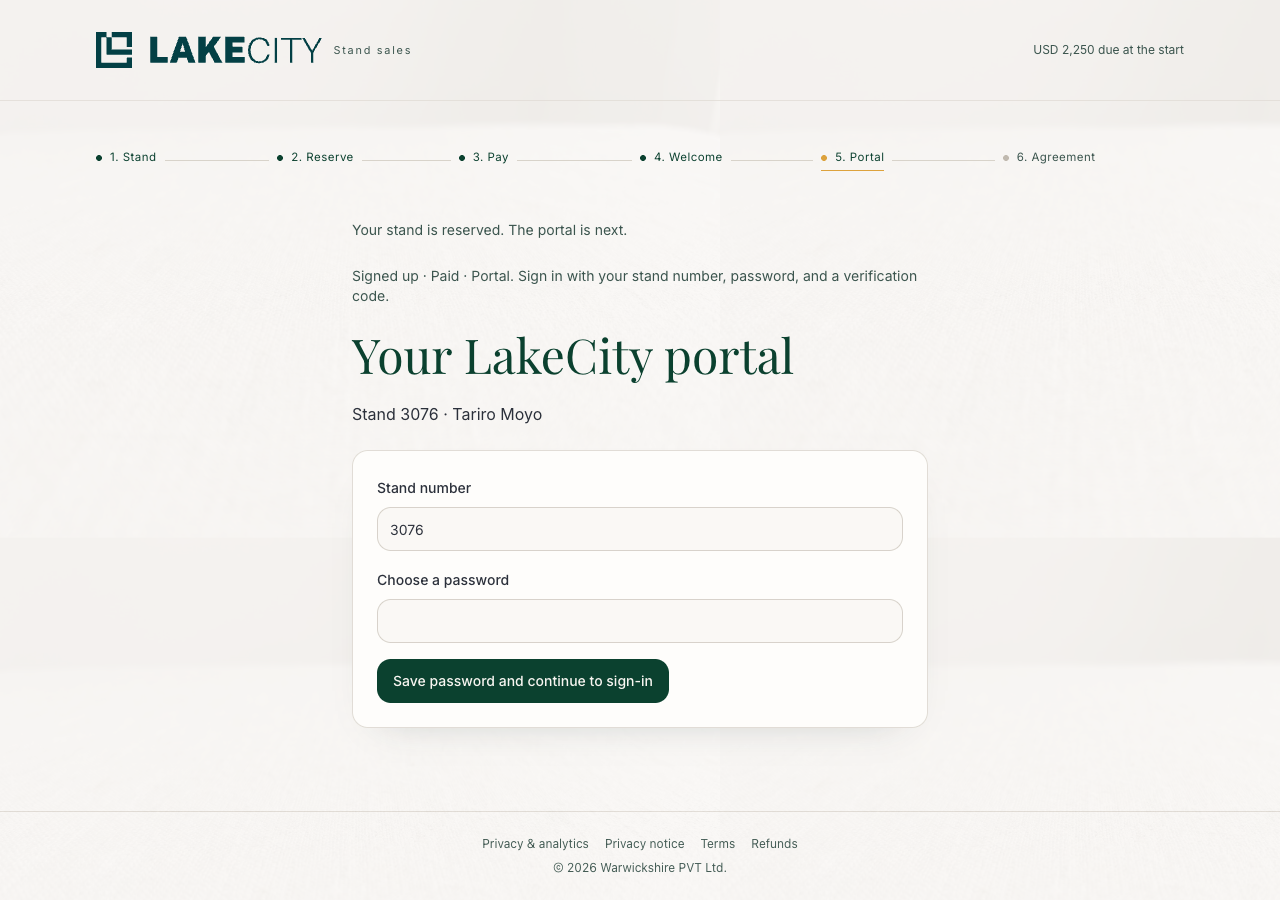 LAKECITY Stand sales
USD 2,250 due at the start
1. Stand
2. Reserve
3. Pay
4. Welcome
5. Portal
6. Agreement
Your stand is reserved. The portal is next.
Signed up · Paid · Portal. Sign in with your stand number, password, and a verification
code.
Your LakeCity portal
Stand 3076 · Tariro Moyo
Stand number
3076
Choose a password
Save password and continue to sign-in
Privacy & analytics Privacy notice Terms Refunds
© 2026 Warwickshire PVT Ltd.